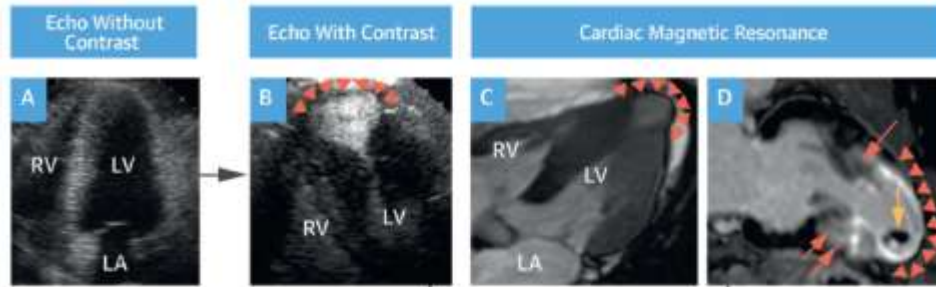 Echo Without
Contrast
Echo With Contrast
Cardiac Magnetic Resonance
A
RV
LV
LA
B
RV
LV
C
RV
LV
LA
D